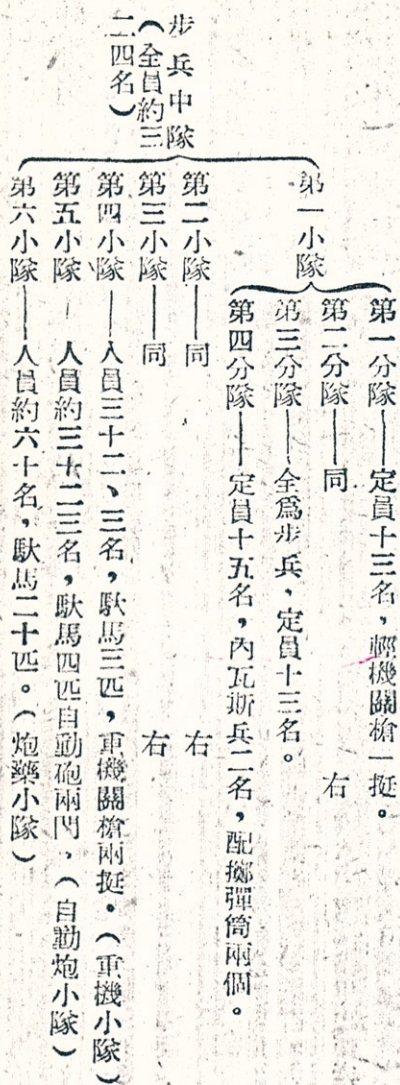 步兵中隊
（全員約三
二四名）
第一小隊
第一分隊——定員十三名，輕機關槍一挺。
第二分隊——同右
第三分隊——全爲步兵，定員十三名。
第四分隊——定員十五名，內瓦斯兵二名，配擲彈筒兩個。
第二小隊——同右
第三小隊——同右
第四小隊——人員三十二、三名，馱馬三匹，重機關槍兩挺。（重機小隊）
第五小隊 人員約三十二三名，馱馬四匹自動砲兩門，（自動炮小隊）
第六小隊——人員約六十名，馱馬二十匹。（炮藥小隊）